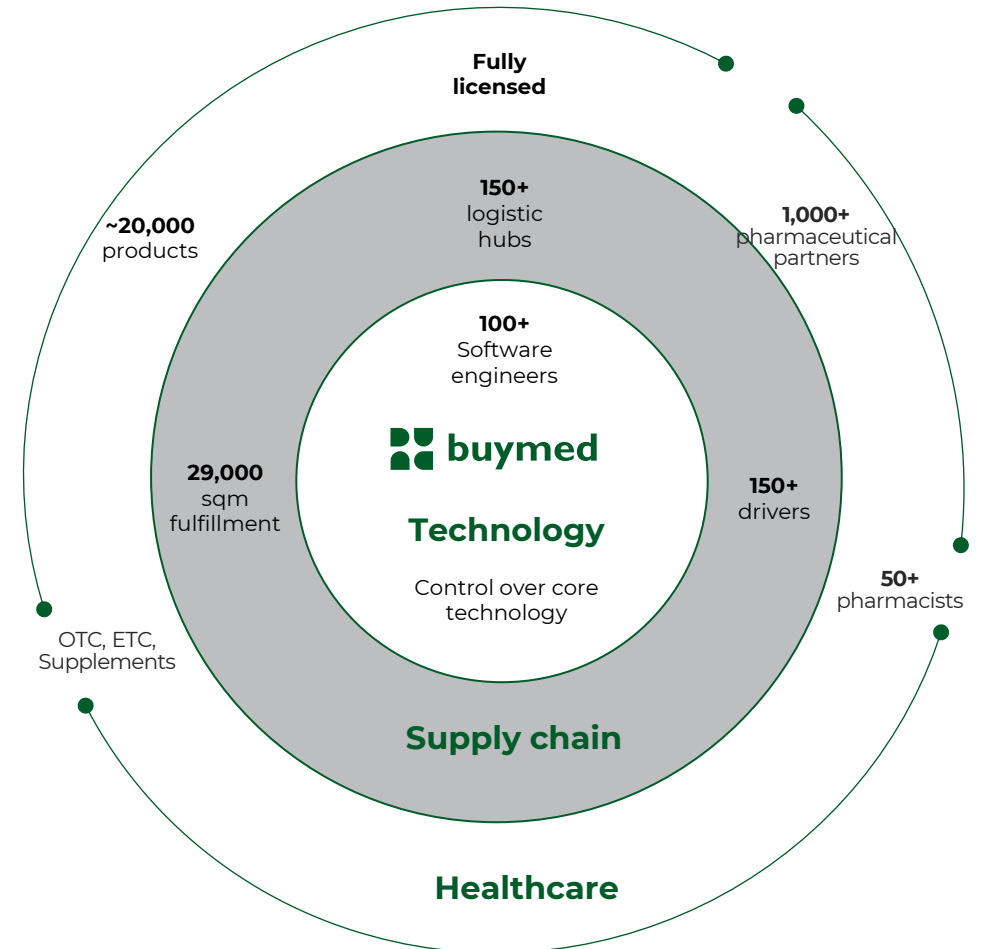 Fully
licensed
~20,000
products
150+
logistic
hubs
1,000+
pharmaceutical
partners
100+
Software
engineers
buymed
29,000
sqm
fulfillment
Technology
150+
drivers
Control over core
technology
50+
pharmacists
OTC, ETC,
Supplements
Supply chain
Healthcare